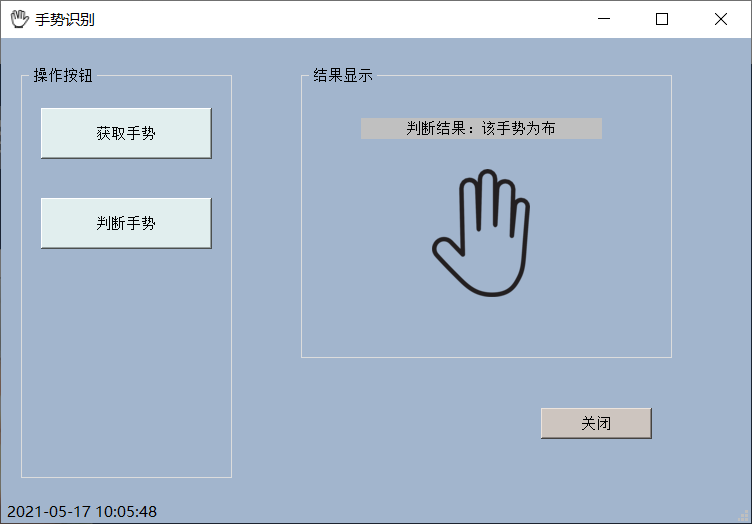 手势识别
操作按钮
获取手势
判断手势
结果显示
判断结果：该手势为布
关闭
2021-05-17 10:05:48